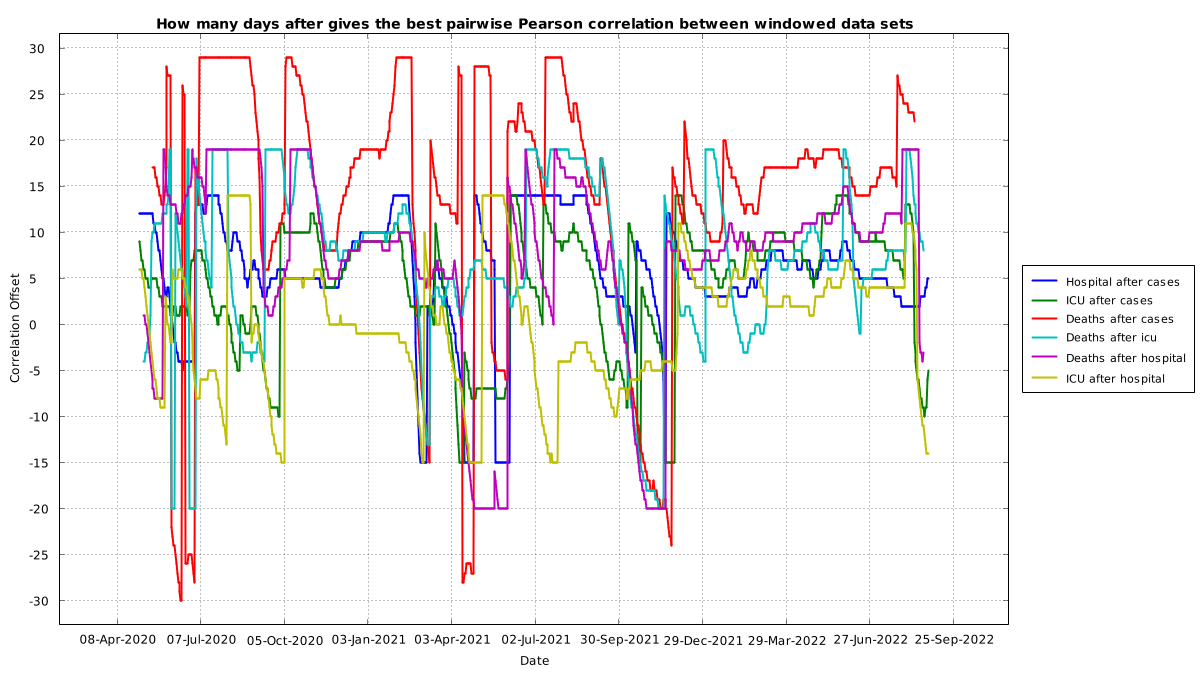 How many days after gives the best pairwise Pearson correlation between windowed data sets
30
25
20
15
10
5
0
-5
-10
-15
-20
-25
-30
Correlation Offset
08-Apr-2020 07-Jul-2020 05-Oct-2020 03-Jan-2021 03-Apr-2021 02-Jul-2021 30-Sep-2021 29-Dec-2021 29-Mar-2022 27-Jun-2022 25-Sep-2022
Date
Hospital after cases
ICU after cases
Deaths after cases
Deaths after icu
Deaths after hospital
ICU after hospital